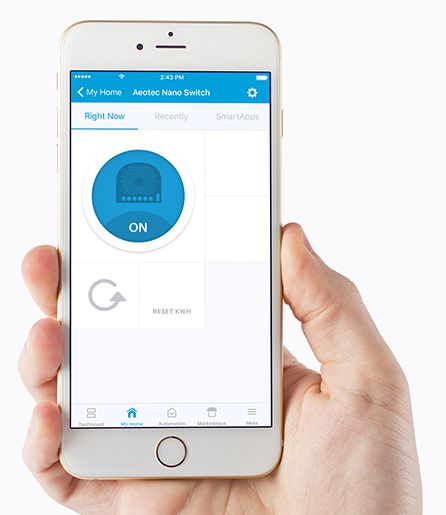 2:43 PM
My Home Aeotec Nano Switch
Right Now Recently SmartApps
ON
RESET KWH
Dashboard My Home Automation Marketplace More